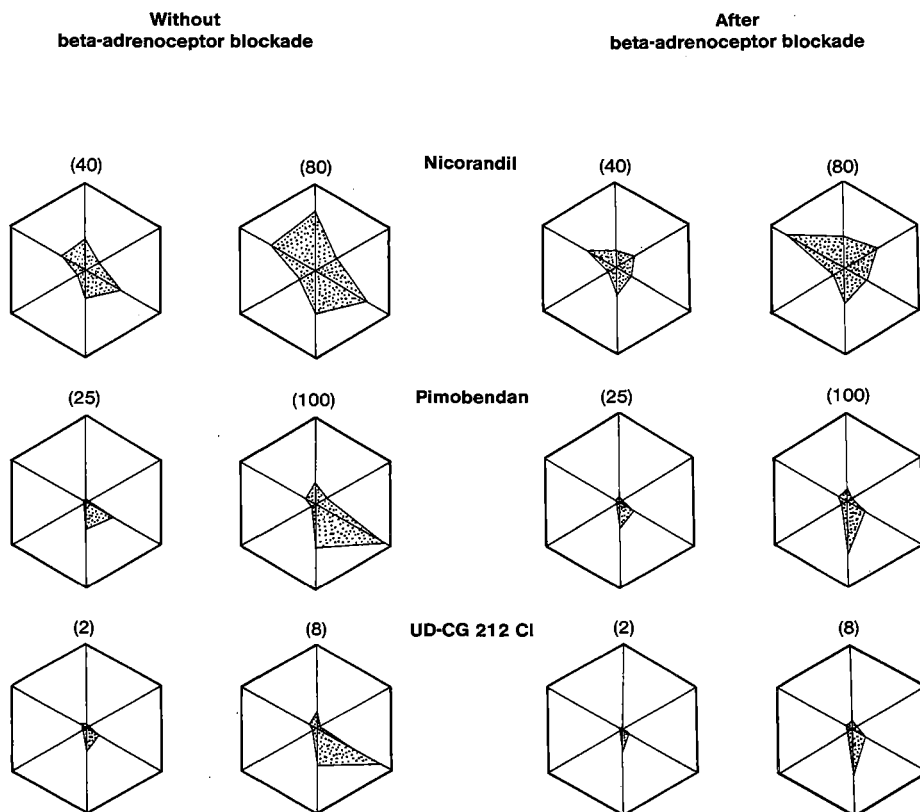 Without
beta-adrenoceptor blockade
After
beta-adrenoceptor blockade
Nicorandil
(40)
(80)
(40)
(80)
Pimobendan
(25)
(100)
(25)
(100)
UD-CG 212 Cl
(2)
(8)
(2)
(8)